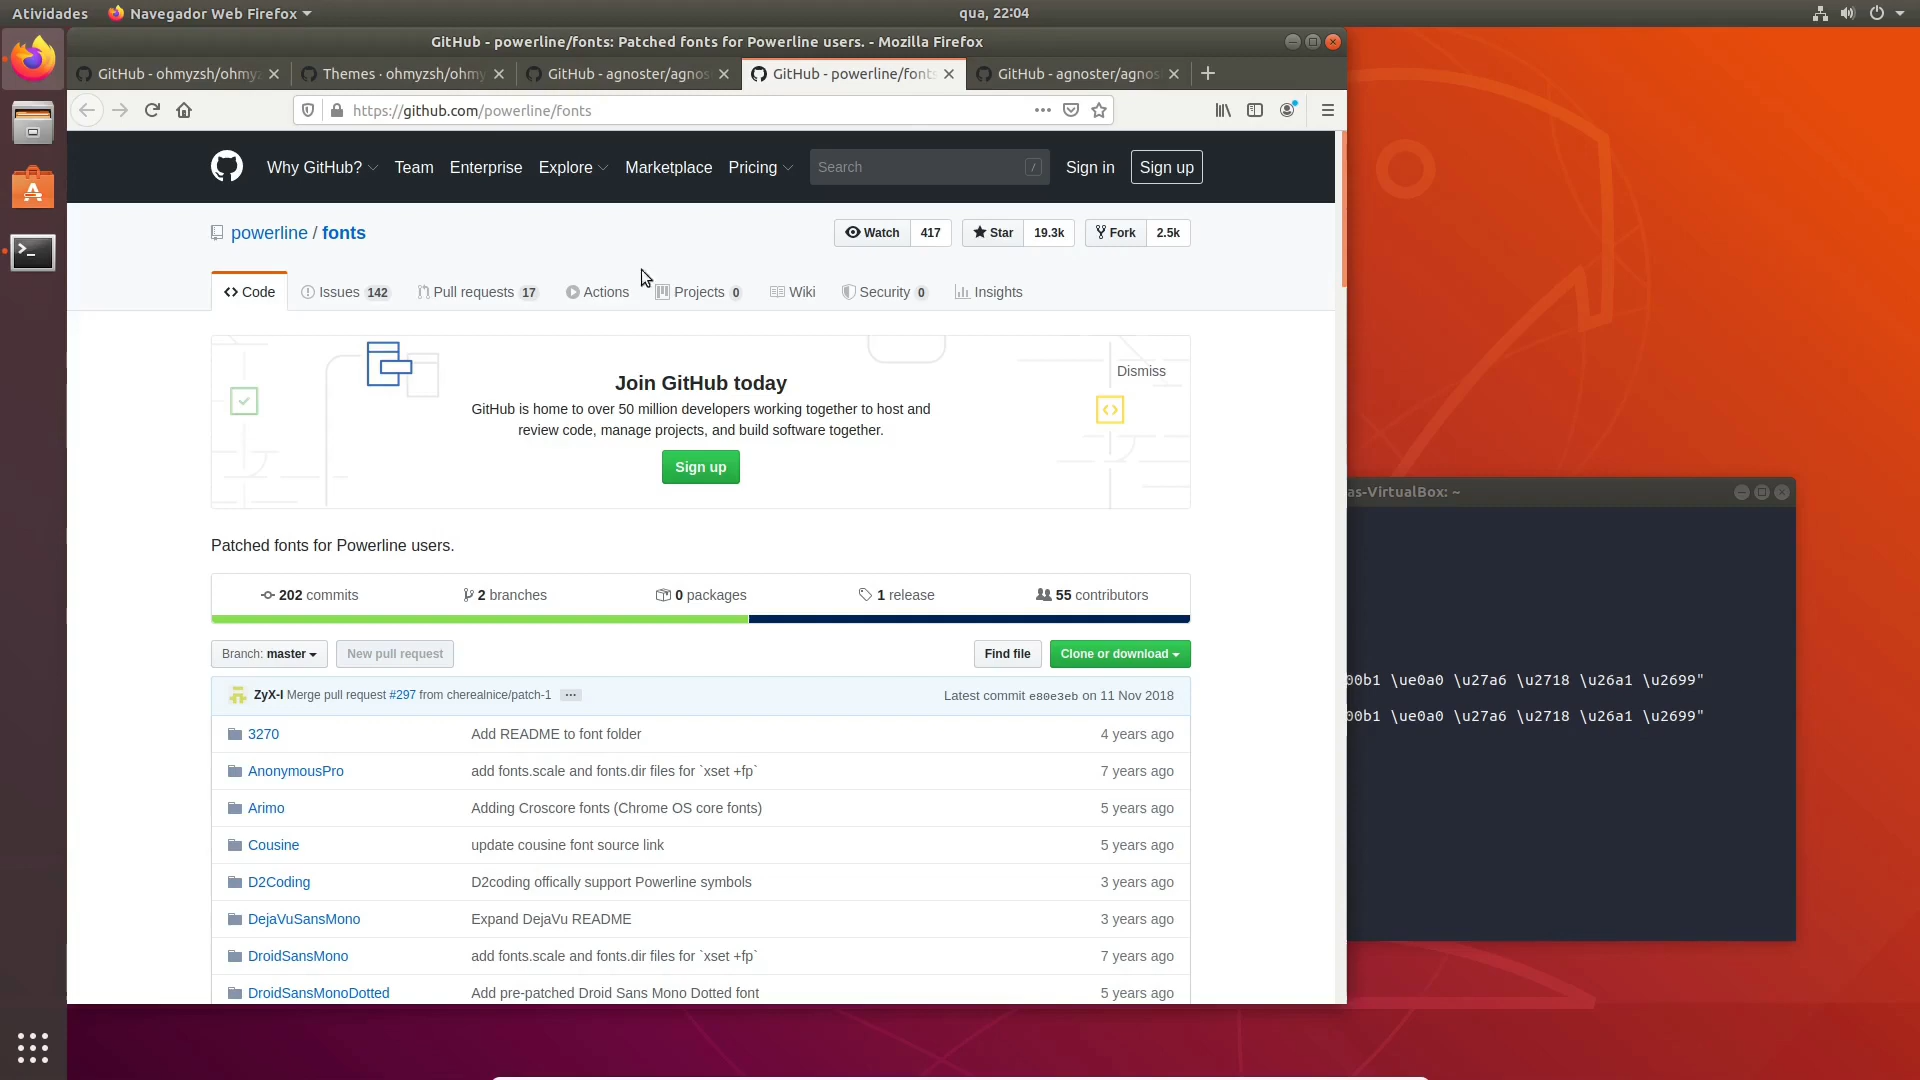 Atividades Navegador Web Firefox qua, 22:04
GitHub - powerline/fonts: Patched fonts for Powerline users. - Mozilla Firefox
GitHub - ohmyzsh/ohmyz Themes · ohmyzsh/ohmy GitHub - agnoster/agnos GitHub - powerline/fonts GitHub - agnoster/agnos
https://github.com/powerline/fonts
Why GitHub? Team Enterprise Explore Marketplace Pricing Search / Sign in Sign up
powerline / fonts Watch 417 Star 19.3k Fork 2.5k
Code Issues 142 Pull requests 17 Actions Projects 0 Wiki Security 0 Insights
Join GitHub today
Dismiss
GitHub is home to over 50 million developers working together to host and
review code, manage projects, and build software together.
Sign up
as-VirtualBox: ~
Patched fonts for Powerline users.
202 commits 2 branches 0 packages 1 release 55 contributors
Branch: master New pull request Find file Clone or download
00b1 \ue0a0 \u27a6 \u2718 \u26a1 \u2699"
ZyX-I Merge pull request #297 from cherealnice/patch-1 ... Latest commit e80e3eb on 11 Nov 2018
00b1 \ue0a0 \u27a6 \u2718 \u26a1 \u2699"
3270 Add README to font folder 4 years ago
AnonymousPro add fonts.scale and fonts.dir files for `xset +fp` 7 years ago
Arimo Adding Croscore fonts (Chrome OS core fonts) 5 years ago
Cousine update cousine font source link 5 years ago
D2Coding D2coding offically support Powerline symbols 3 years ago
DejaVuSansMono Expand DejaVu README 3 years ago
DroidSansMono add fonts.scale and fonts.dir files for `xset +fp` 7 years ago
DroidSansMonoDotted Add pre-patched Droid Sans Mono Dotted font 5 years ago